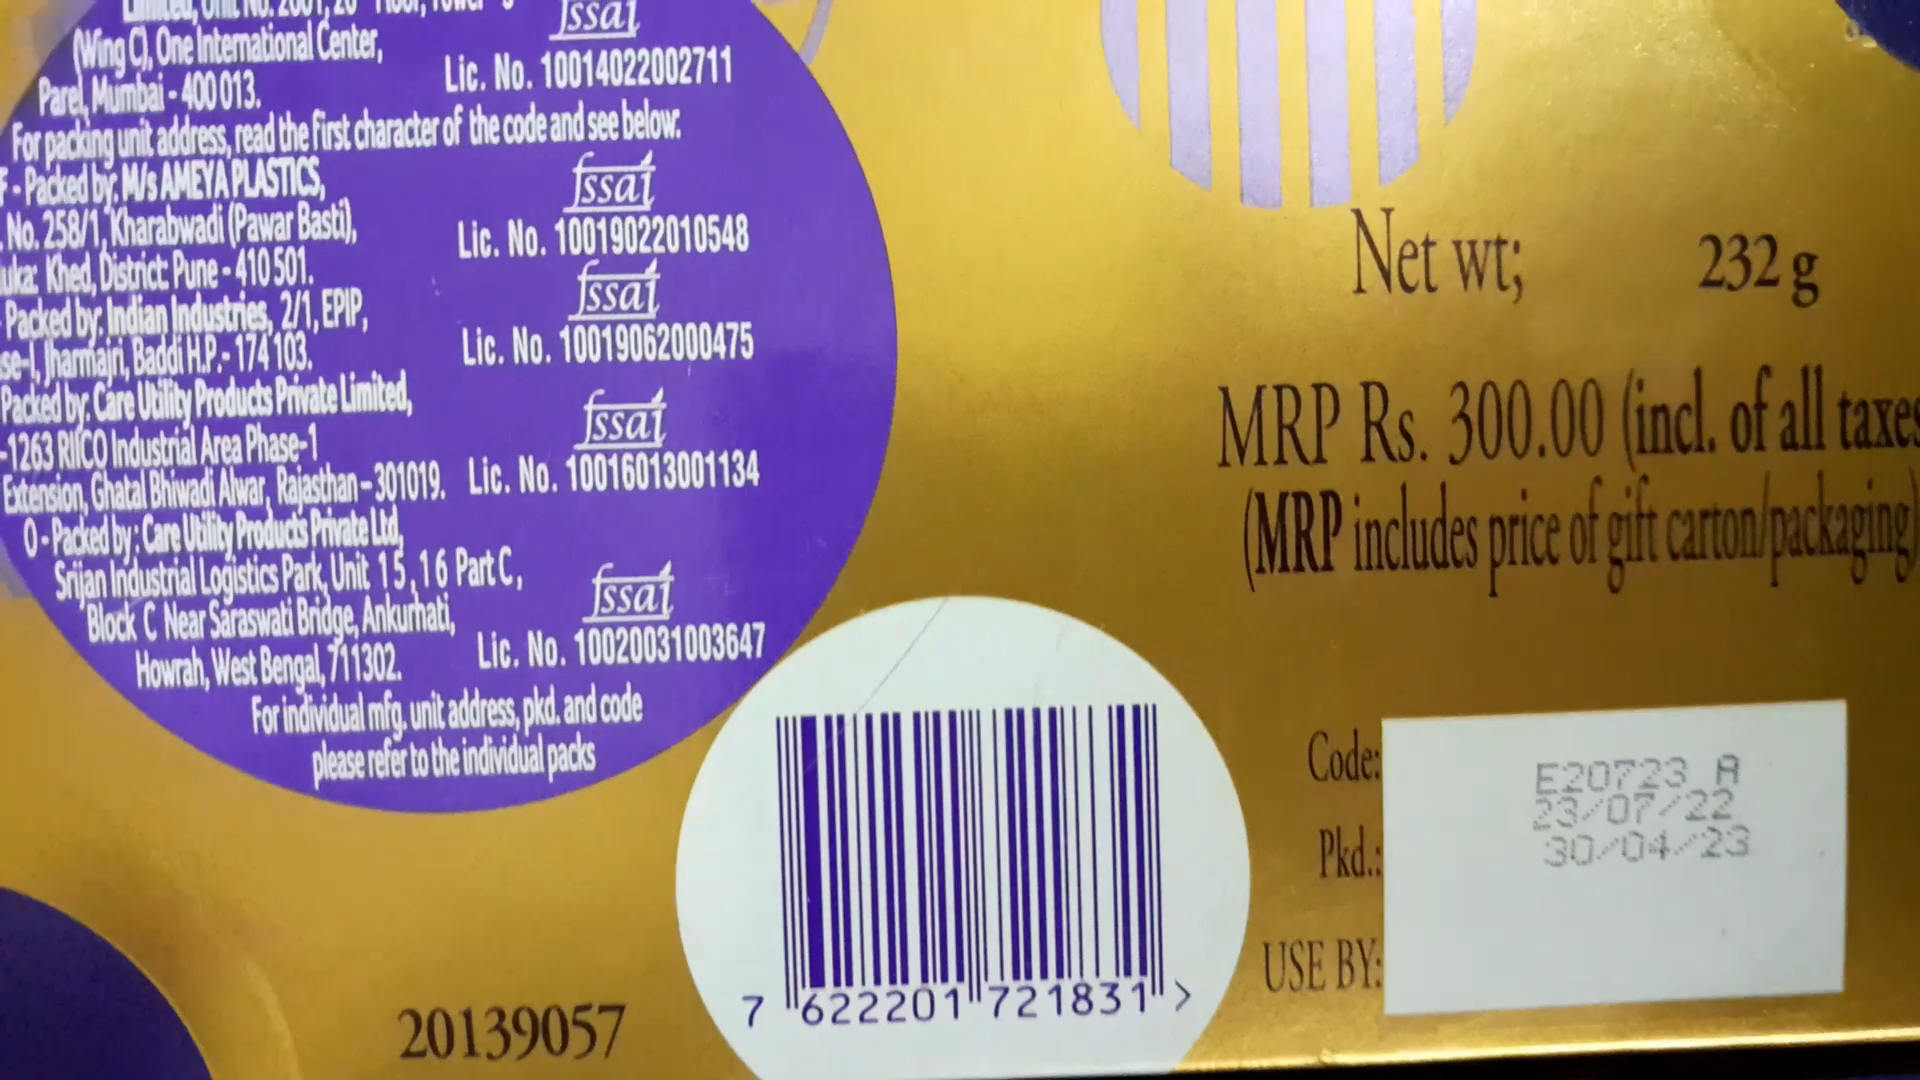 Limited, Unit No. 2001, 20 Floor, Tower - 3
(Wing C), One International Center,
Parel, Mumbai - 400 013.
fssai
Lic. No. 10014022002711
For packing unit address, read the first character of the code and see below:
F - Packed by: M/s AMEYA PLASTICS,
No. 258/1, Kharabwadi (Pawar Basti),
Khed, District: Pune - 410 501.
fssai
Lic. No. 10019022010548
Packed by: Indian Industries, 2/1, EPIP,
Jharmajri, Baddi H.P.- 174 103.
fssai
Lic. No. 10019062000475
Packed by: Care Utility Products Private Limited,
-1263 RIICO Industrial Area Phase-1
Extension, Ghatal Bhiwadi Alwar, Rajasthan - 301019.
fssai
Lic. No. 10016013001134
O - Packed by : Care Utility Products Private Ltd,
Srijan Industrial Logistics Park, Unit 15, 16 Part C,
Block C Near Saraswati Bridge, Ankurhati,
Howrah, West Bengal, 711302.
fssai
Lic. No. 10020031003647
For individual mfg. unit address, pkd. and code
please refer to the individual packs
20139057
7 622201 721831 >
Net wt; 232 g
MRP Rs. 300.00 (incl. of all taxes
(MRP includes price of gift carton/packaging)
Code: E20723 A
23/07/22
Pkd.: 30/04/23
USE BY: